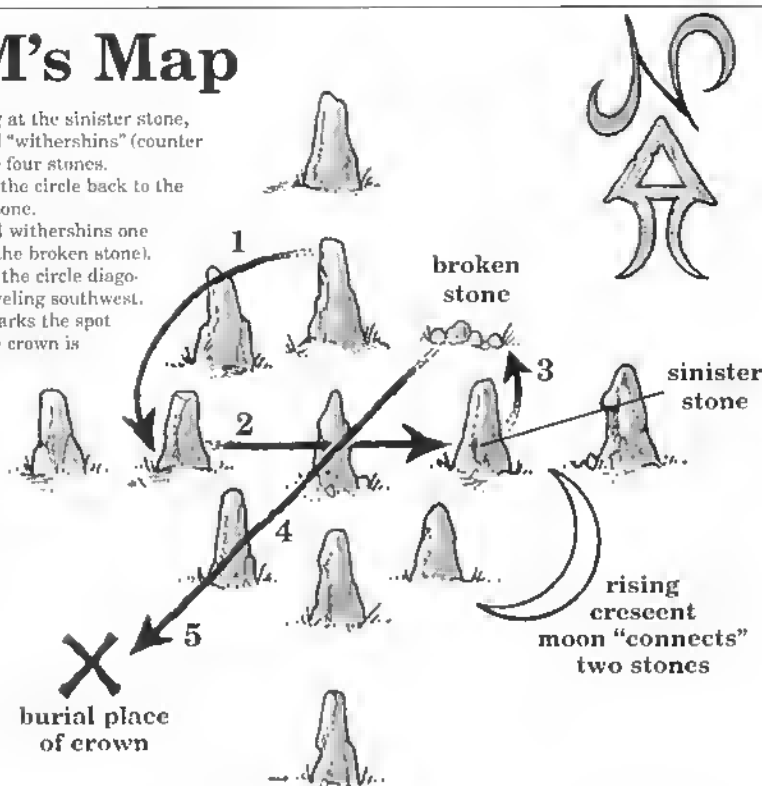 M's Map
at the sinister stone,
"withershins" (counter
four stones.
the circle back to the
one.
withershins one
the broken stone).
the circle diago-
veling southwest.
arks the spot
crown is
1
broken
stone
3
sinister
stone
2
4
rising
crescent
moon "connects"
two stones
5
burial place
of crown
N
A